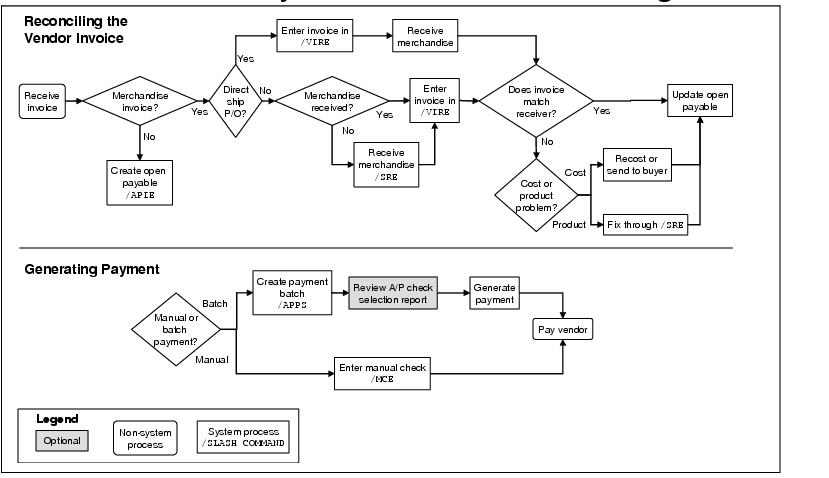 Reconciling the
Vendor Invoice
Enter invoice in
/VIRE
Receive
merchandise
Yes
Receive
invoice
Merchandise
invoice?
Yes
Direct
ship
P/O?
No
Merchandise
received?
Yes
Enter
invoice in
/VIRE
Does invoice
match
receiver?
Yes
Update open
payable
No
Create open
payable
/APIE
No
Receive
merchandise
/SRE
No
Cost or
product
problem?
Cost
Recost or
send to buyer
Product
Fix through /SRE
Generating Payment
Manual or
batch
payment?
Batch
Create payment
batch
/APPS
Review A/P check
selection report
Generate
payment
Pay vendor
Manual
Enter manual check
/MCE
Legend
Optional
Non-system
process
System process
/SLASH COMMAND